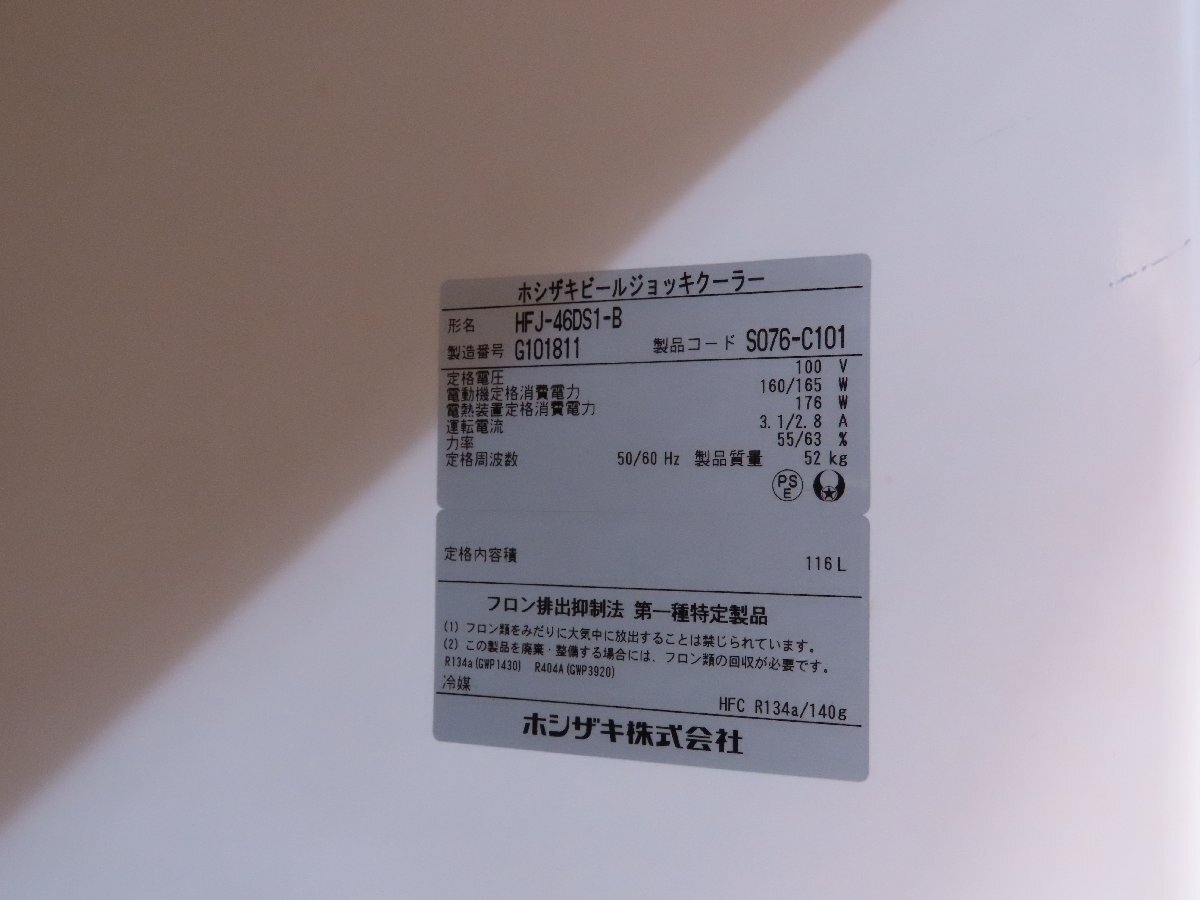 ホシザキビールジョッキクーラー
形名 HFJ-46DS1-B
製造番号 G101811 製品コード S076-C101
定格電圧 100 V
電動機定格消費電力 160/165 W
電熱装置定格消費電力 176 W
運転電流 3.1/2.8 A
力率 55/63 %
定格周波数 50/60 Hz 製品質量 52 kg
PS
E
定格内容積 116 L
フロン排出抑制法 第一種特定製品
(1) フロン類をみだりに大気中に放出することは禁じられています。
(2) この製品を廃棄・整備する場合には、フロン類の回収が必要です。
R134a(GWP1430) R404A(GWP3920)
冷媒 HFC R134a/140g
ホシザキ株式会社